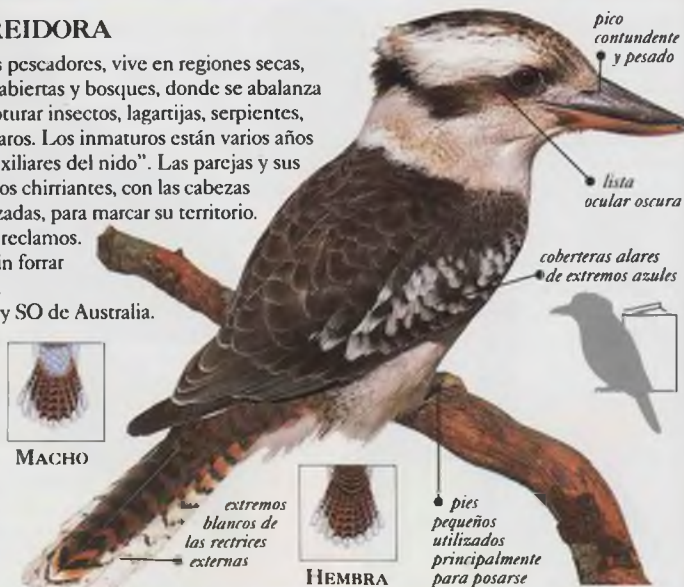 REIDORA
s pescadores, vive en regiones secas,
abiertas y bosques, donde se abalanza
pturar insectos, lagartijas, serpientes,
aros. Los inmaturos están varios años
xiliares del nido”. Las parejas y sus
os chirriantes, con las cabezas
zadas, para marcar su territorio.
reclamos.
in forrar
y SO de Australia.
pico
contundente
y pesado
lista
ocular oscura
coberteras alares
de extremos azules
MACHO
extremos
blancos de
las rectrices
externas
HEMBRA
pies
pequeños
utilizados
principalmente
para posarse